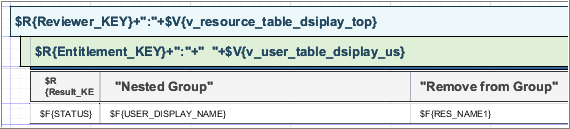 $R{Reviewer_KEY}+":"+$V{v_resource_table_dsiplay_top}
$R{Entitlement_KEY}+":"+" "+$V{v_user_table_dsiplay_us}
$R
{Result_KE
"Nested Group"
"Remove from Group"
$F{STATUS}
$F{USER_DISPLAY_NAME}
$F{RES_NAME1}